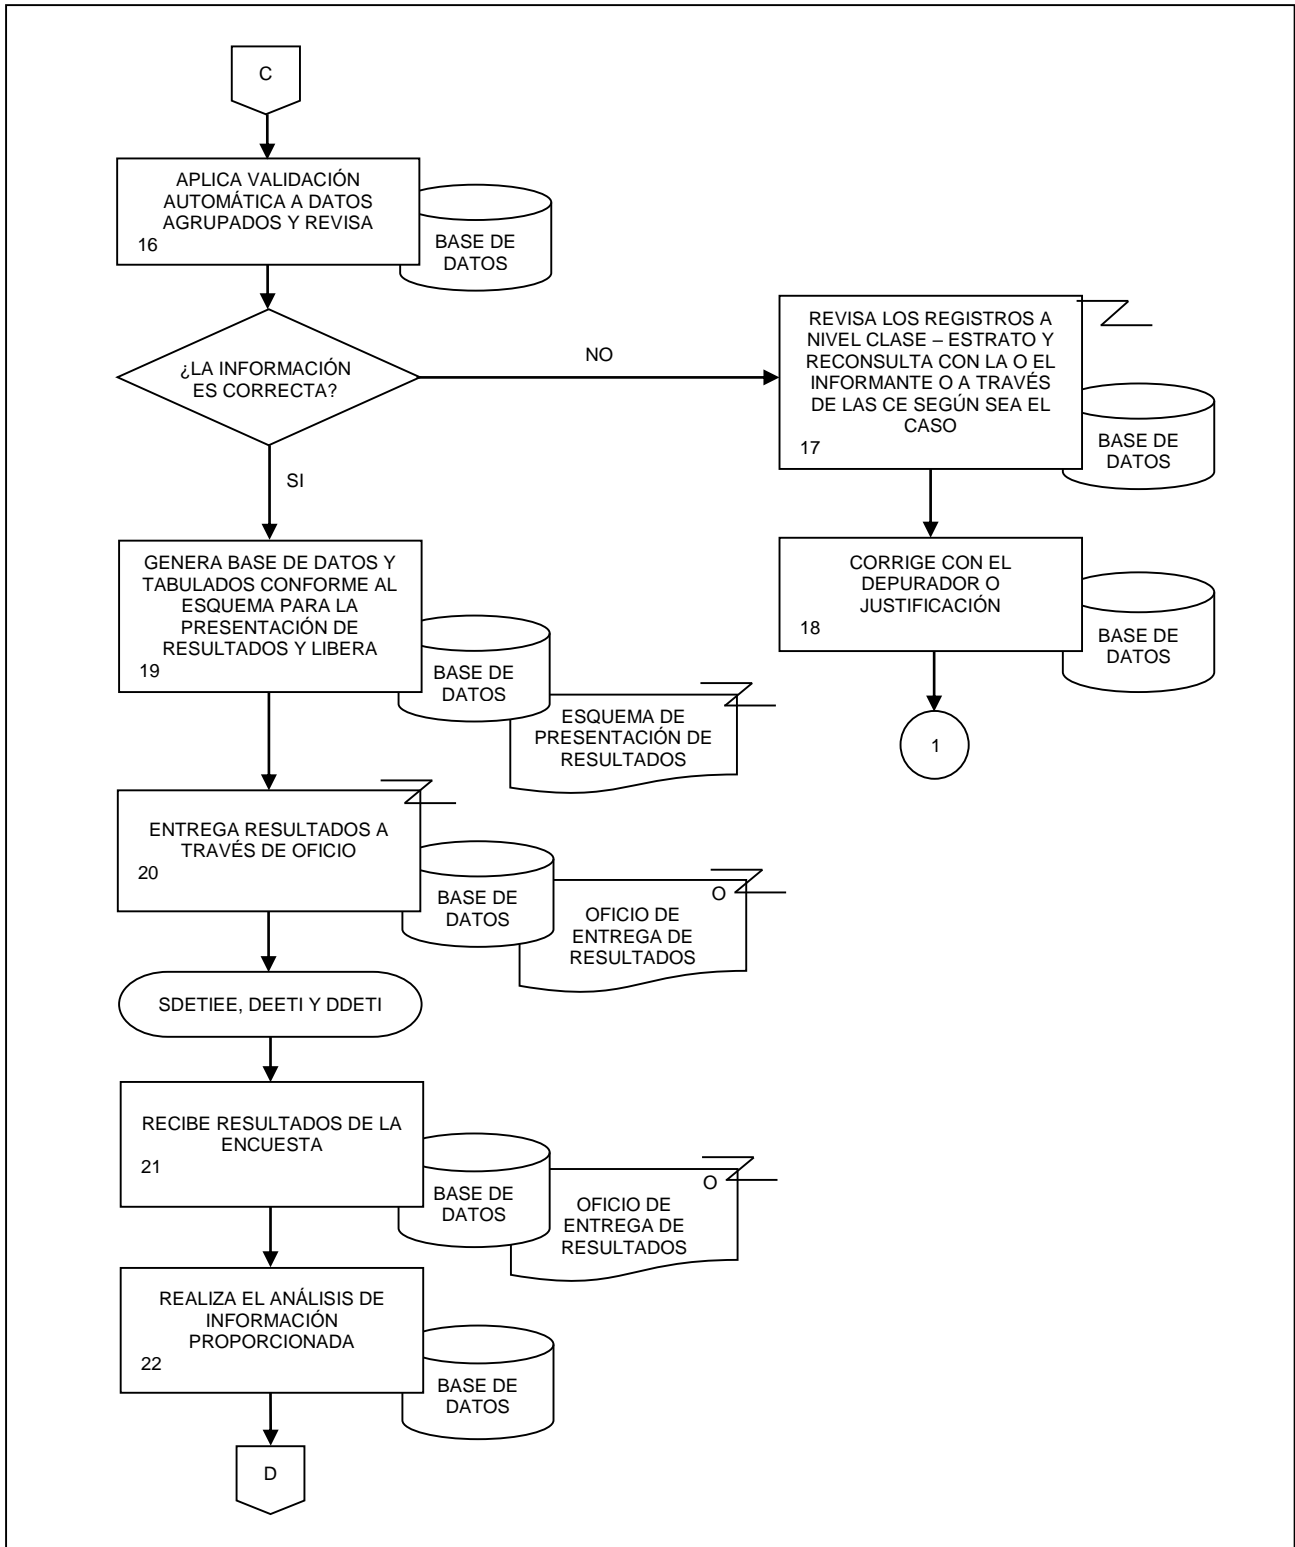 C
APLICA VALIDACIÓN
AUTOMÁTICA A DATOS
AGRUPADOS Y REVISA
16
BASE DE
DATOS
¿LA INFORMACIÓN
ES CORRECTA?
NO
REVISA LOS REGISTROS A
NIVEL CLASE – ESTRATO Y
RECONSULTA CON LA O EL
INFORMANTE O A TRAVÉS
DE LAS CE SEGÚN SEA EL
CASO
17
BASE DE
DATOS
SI
GENERA BASE DE DATOS Y
TABULADOS CONFORME AL
ESQUEMA PARA LA
PRESENTACIÓN DE
RESULTADOS Y LIBERA
19
BASE DE
DATOS
ESQUEMA DE
PRESENTACIÓN DE
RESULTADOS
CORRIGE CON EL
DEPURADOR O
JUSTIFICACIÓN
18
BASE DE
DATOS
1
ENTREGA RESULTADOS A
TRAVÉS DE OFICIO
20
BASE DE
DATOS
O
OFICIO DE
ENTREGA DE
RESULTADOS
SDETIEE, DEETI Y DDETI
RECIBE RESULTADOS DE LA
ENCUESTA
21
BASE DE
DATOS
O
OFICIO DE
ENTREGA DE
RESULTADOS
REALIZA EL ANÁLISIS DE
INFORMACIÓN
PROPORCIONADA
22
BASE DE
DATOS
D